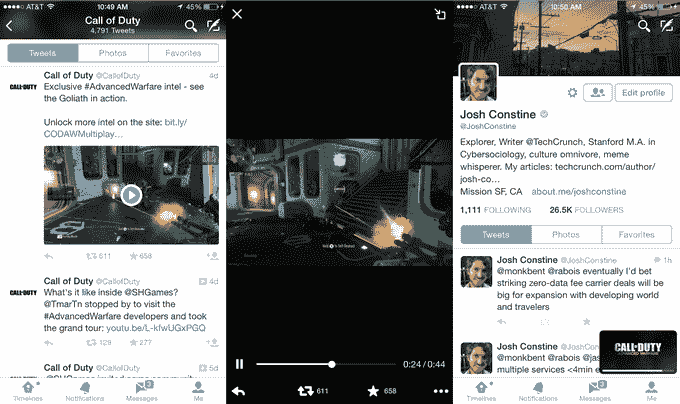 ●●●●○ AT&T 10:49 AM 45%
Call of Duty
4,791 Tweets
Tweets Photos Favorites
Call of Duty @CallofDuty 4d
Exclusive #AdvancedWarfare intel - see
the Goliath in action.
Unlock more intel on the site: bit.ly/
CODAWMultiplay…
611 658
Call of Duty @CallofDuty 4d
What's it like inside @SHGames?
@TmarTn stopped by to visit the
#AdvancedWarfare developers and took
the grand tour: youtu.be/L-kfwUGxPGQ
129 277
Call of Duty @CallofDuty 5d
Timelines Notifications Messages Me
3
0:24 / 0:44
611 658
AT&T 10:50 AM 45%
Edit profile
Josh Constine
@JoshConstine
Explorer, Writer @TechCrunch, Stanford M.A. in
Cybersociology, culture omnivore, meme
whisperer. My articles: techcrunch.com/author/
josh-co…
Mission SF, CA about.me/joshconstine
1,111 FOLLOWING 26.5K FOLLOWERS
Tweets Photos Favorites
Josh Constine @JoshConstine 1h
@monkbent @rabois eventually I'd bet
striking zero-data fee carrier deals will be
big for expansion with developing world
and travelers
Josh Constine @JoshCo
@monkbent @rabois @jas
multiple services <4min e
CALL OF DUTY
ADVANCED WARFARE
Timelines Notifications Messages Me
3